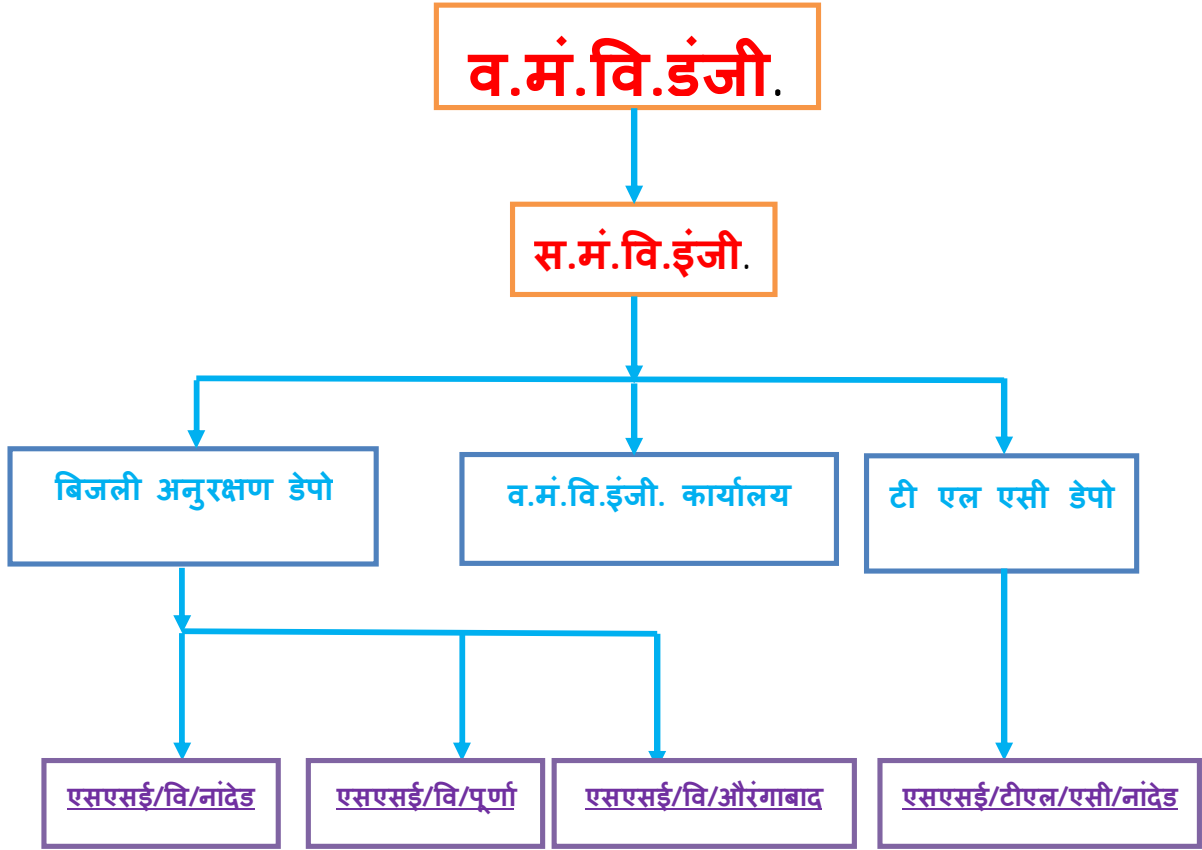 व.मं.वि.डंजी.
स.मं.वि.इंजी.
बिजली अनुरक्षण डेपो
व.मं.वि.इंजी. कार्यालय
टी एल एसी डेपो
एसएसई/वि/नांदेड
एसएसई/वि/पूर्णा
एसएसई/वि/औरंगाबाद
एसएसई/टीएल/एसी/नांदेड